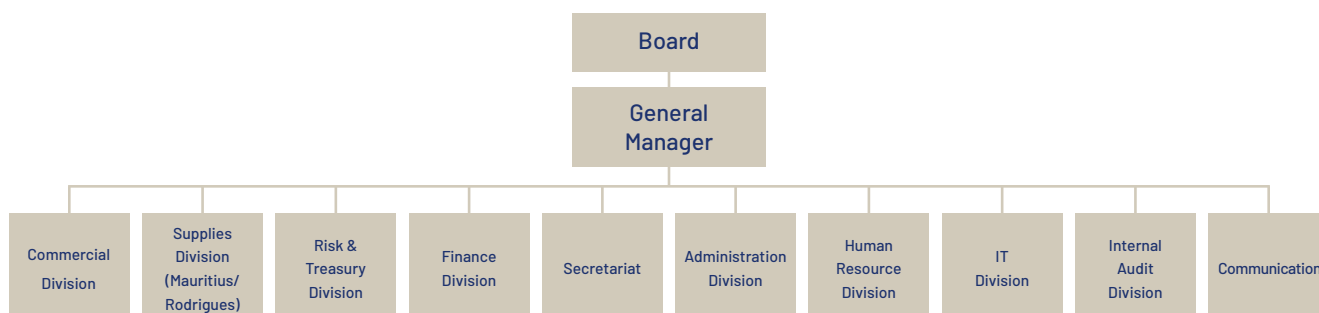 Board
General
Manager
Commercial
Division
Supplies
Division
(Mauritius/
Rodrigues)
Risk &
Treasury
Division
Finance
Division
Secretariat
Administration
Division
Human
Resource
Division
IT
Division
Internal
Audit
Division
Communication